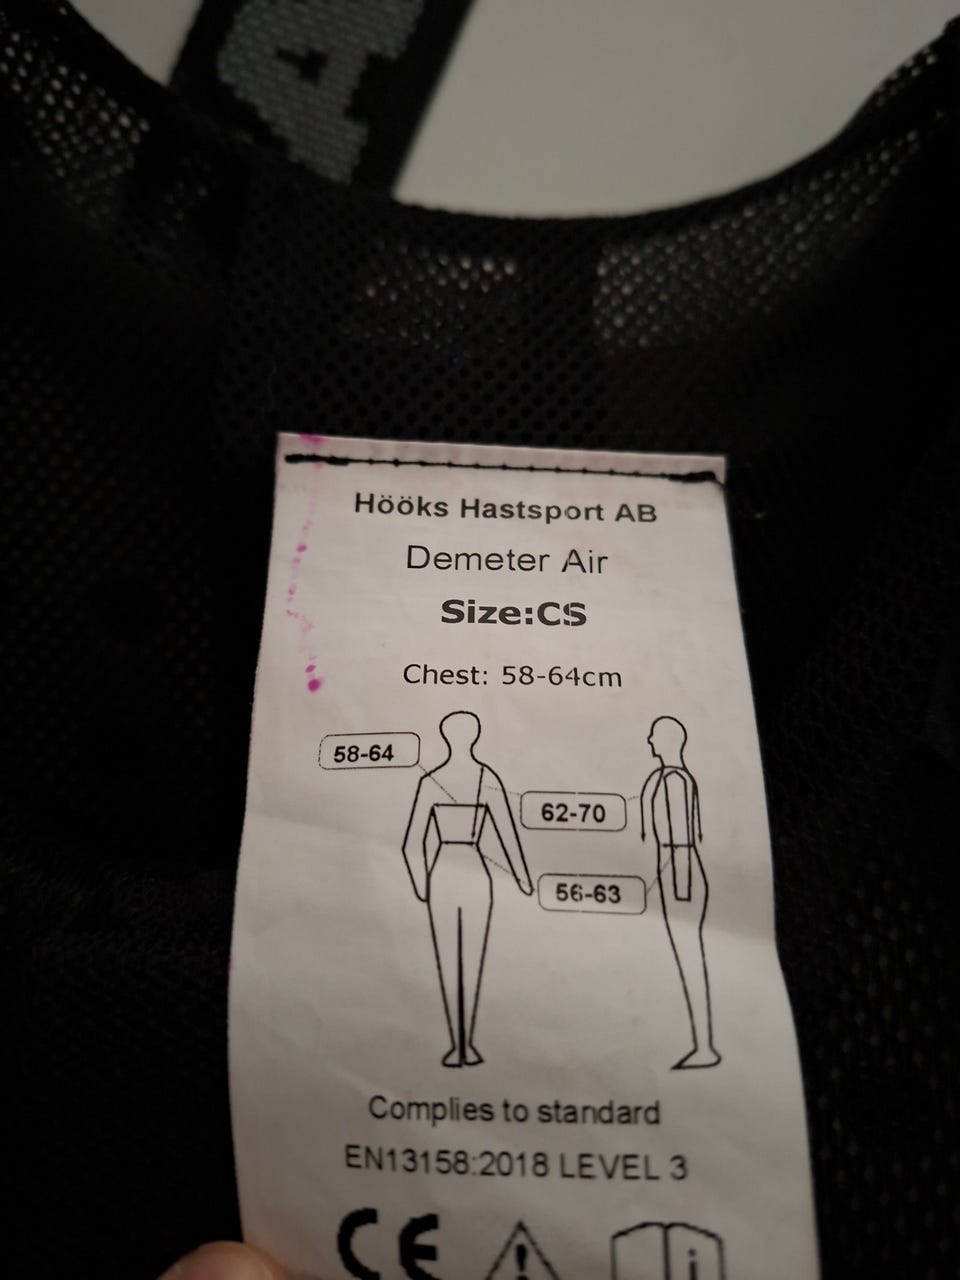 Hööks Hastsport AB
Demeter Air
Size:CS
Chest: 58-64cm
58-64
62-70
56-63
Complies to standard
EN13158:2018 LEVEL 3
CE
i